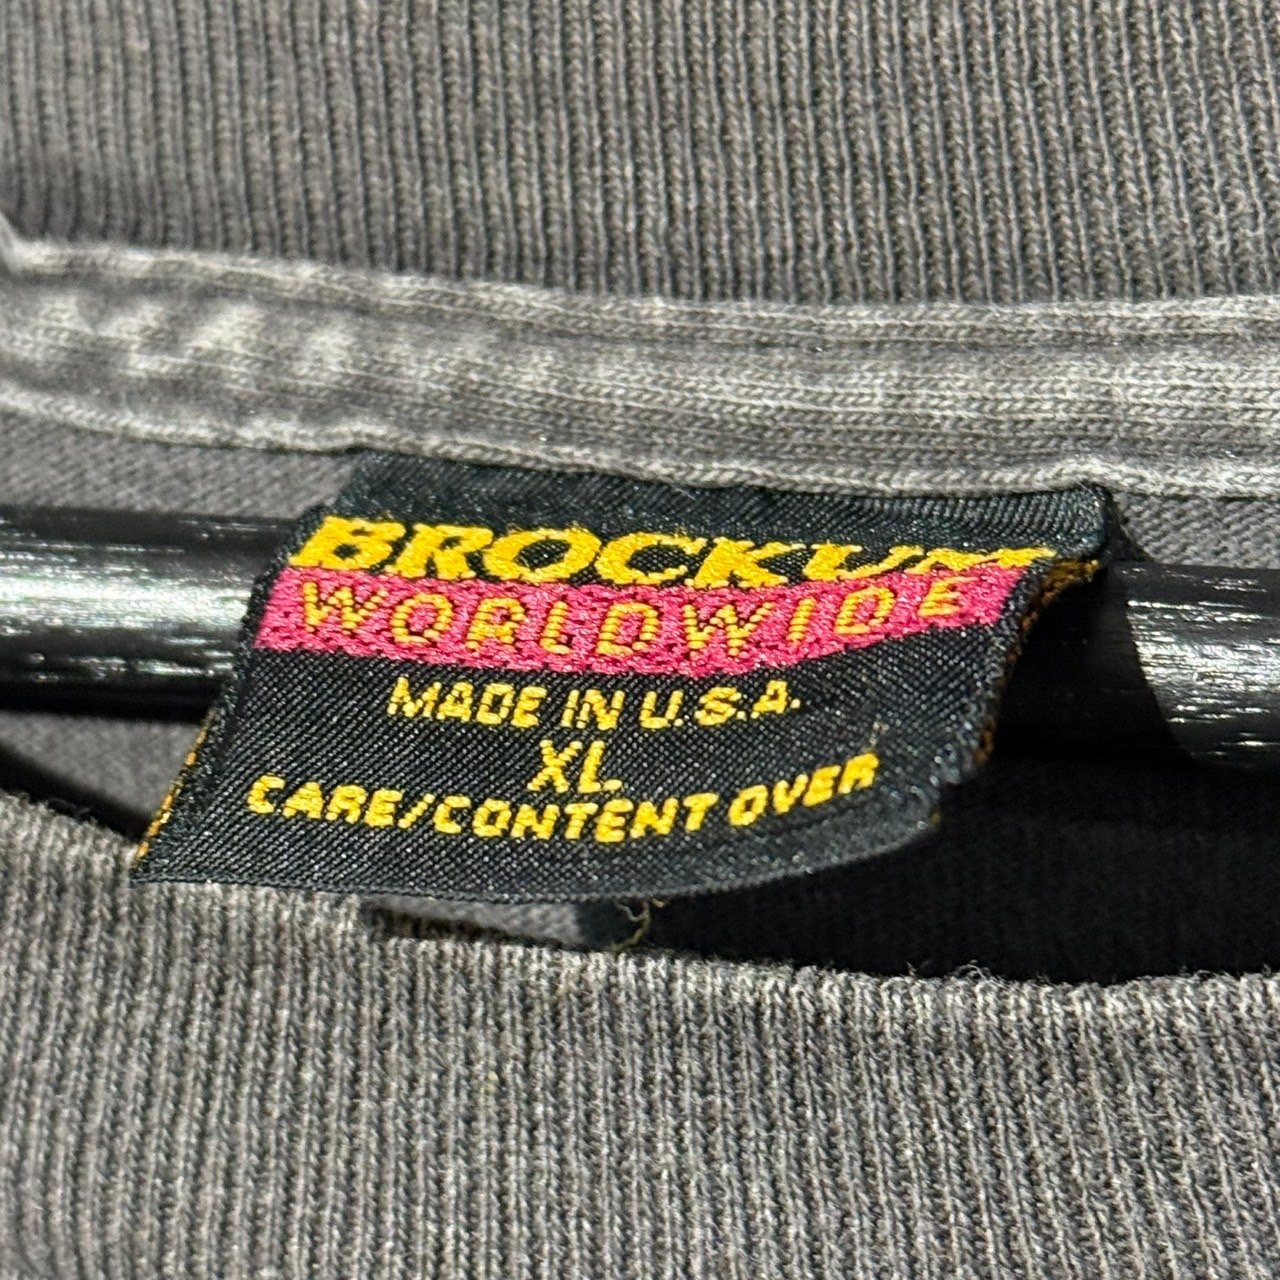 BROCKUM
WORLDWIDE
MADE IN U.S.A.
XL
CARE/CONTENT OVER